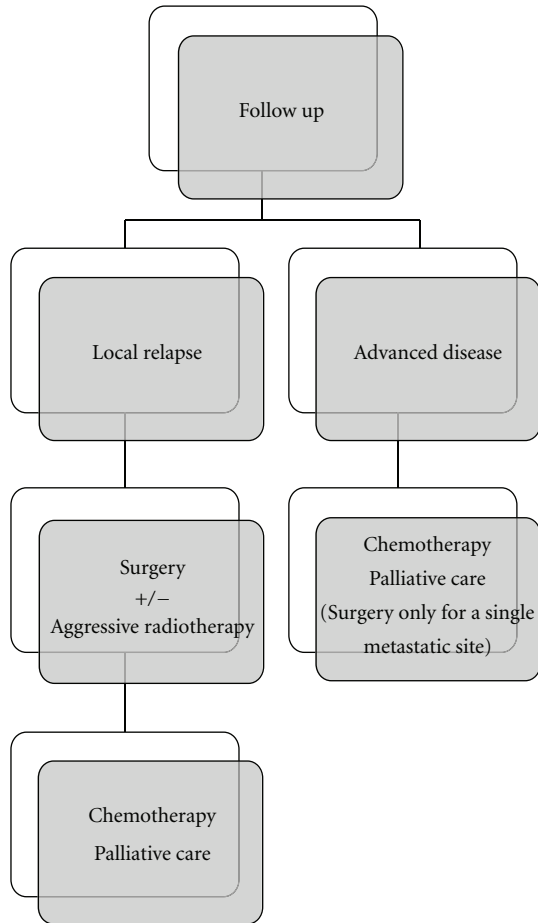 Follow up
Local relapse
Advanced disease
Surgery
+/−
Aggressive radiotherapy
Chemotherapy
Palliative care
(Surgery only for a single
metastatic site)
Chemotherapy
Palliative care